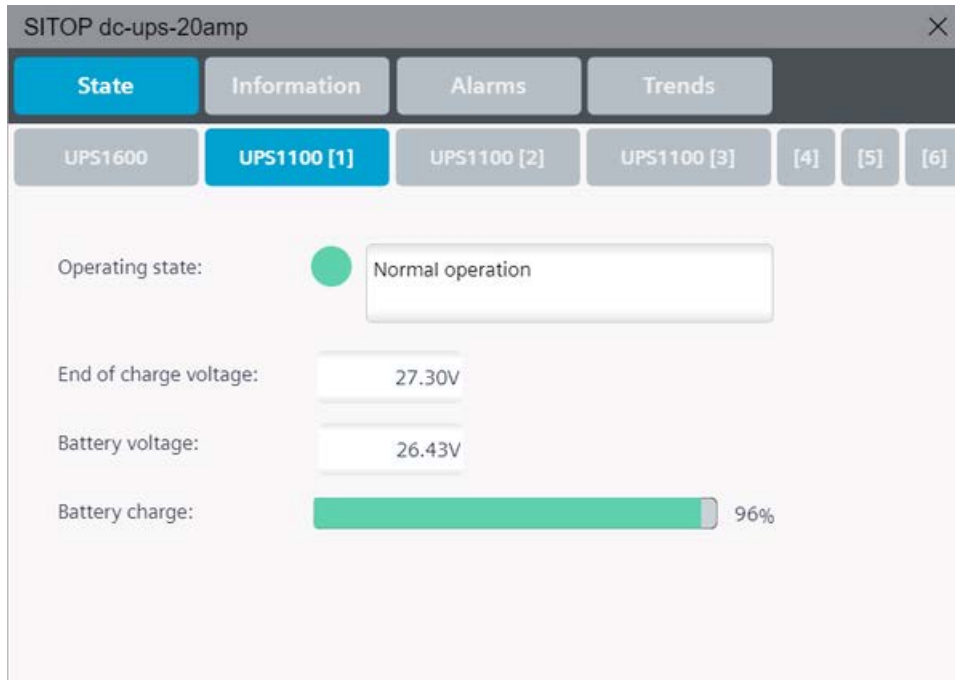 SITOP dc-ups-20amp
State Information Alarms Trends
UPS1600 UPS1100 [1] UPS1100 [2] UPS1100 [3] [4] [5] [6]
Operating state: Normal operation
End of charge voltage: 27.30V
Battery voltage: 26.43V
Battery charge: 96%